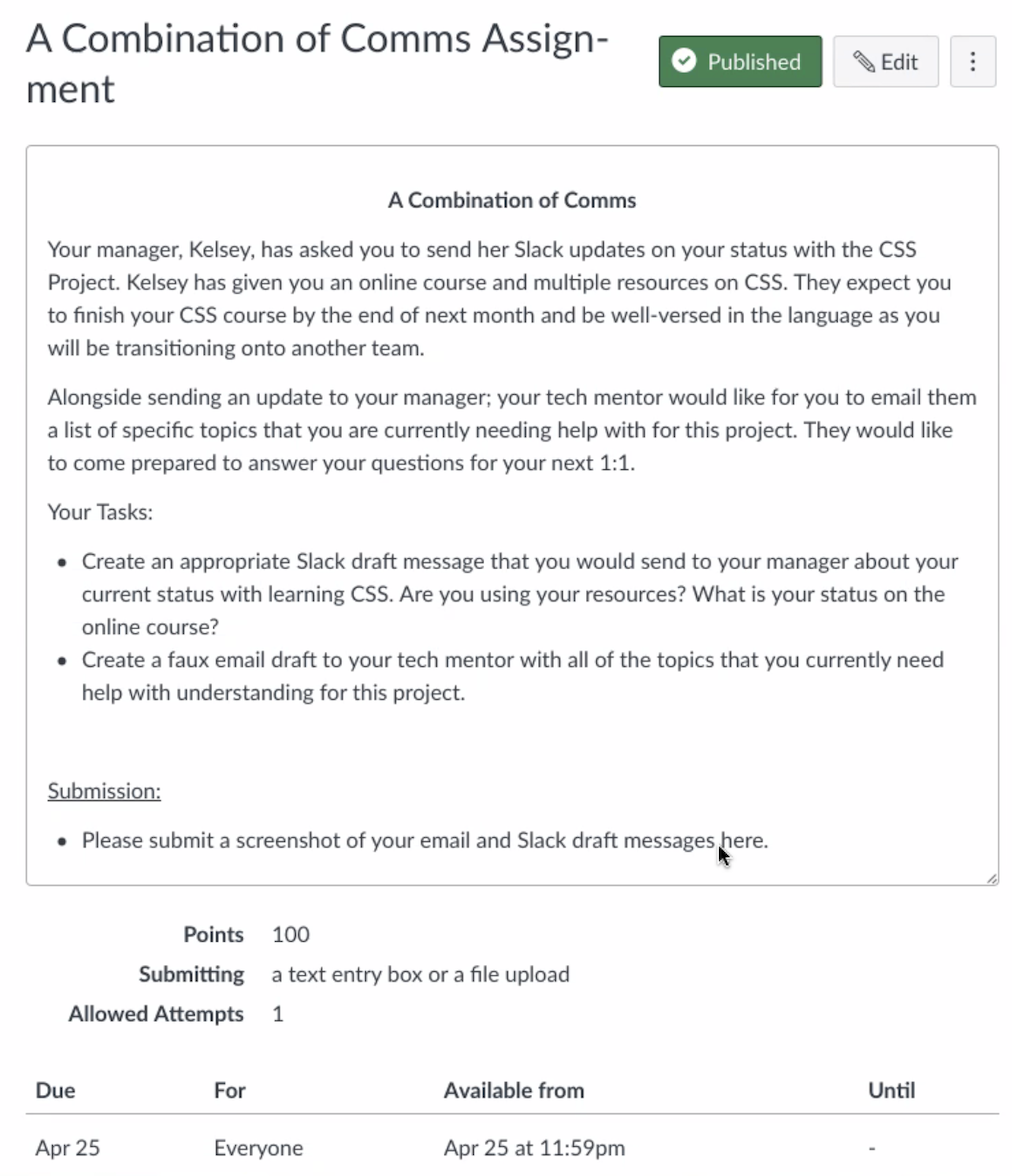 A Combination of Comms Assign-
ment
Published
Edit
A Combination of Comms
Your manager, Kelsey, has asked you to send her Slack updates on your status with the CSS
Project. Kelsey has given you an online course and multiple resources on CSS. They expect you
to finish your CSS course by the end of next month and be well-versed in the language as you
will be transitioning onto another team.
Alongside sending an update to your manager; your tech mentor would like for you to email them
a list of specific topics that you are currently needing help with for this project. They would like
to come prepared to answer your questions for your next 1:1.
Your Tasks:
• Create an appropriate Slack draft message that you would send to your manager about your
current status with learning CSS. Are you using your resources? What is your status on the
online course?
• Create a faux email draft to your tech mentor with all of the topics that you currently need
help with understanding for this project.
Submission:
• Please submit a screenshot of your email and Slack draft messages here.
Points 100
Submitting a text entry box or a file upload
Allowed Attempts 1
Due For Available from Until
Apr 25 Everyone Apr 25 at 11:59pm -